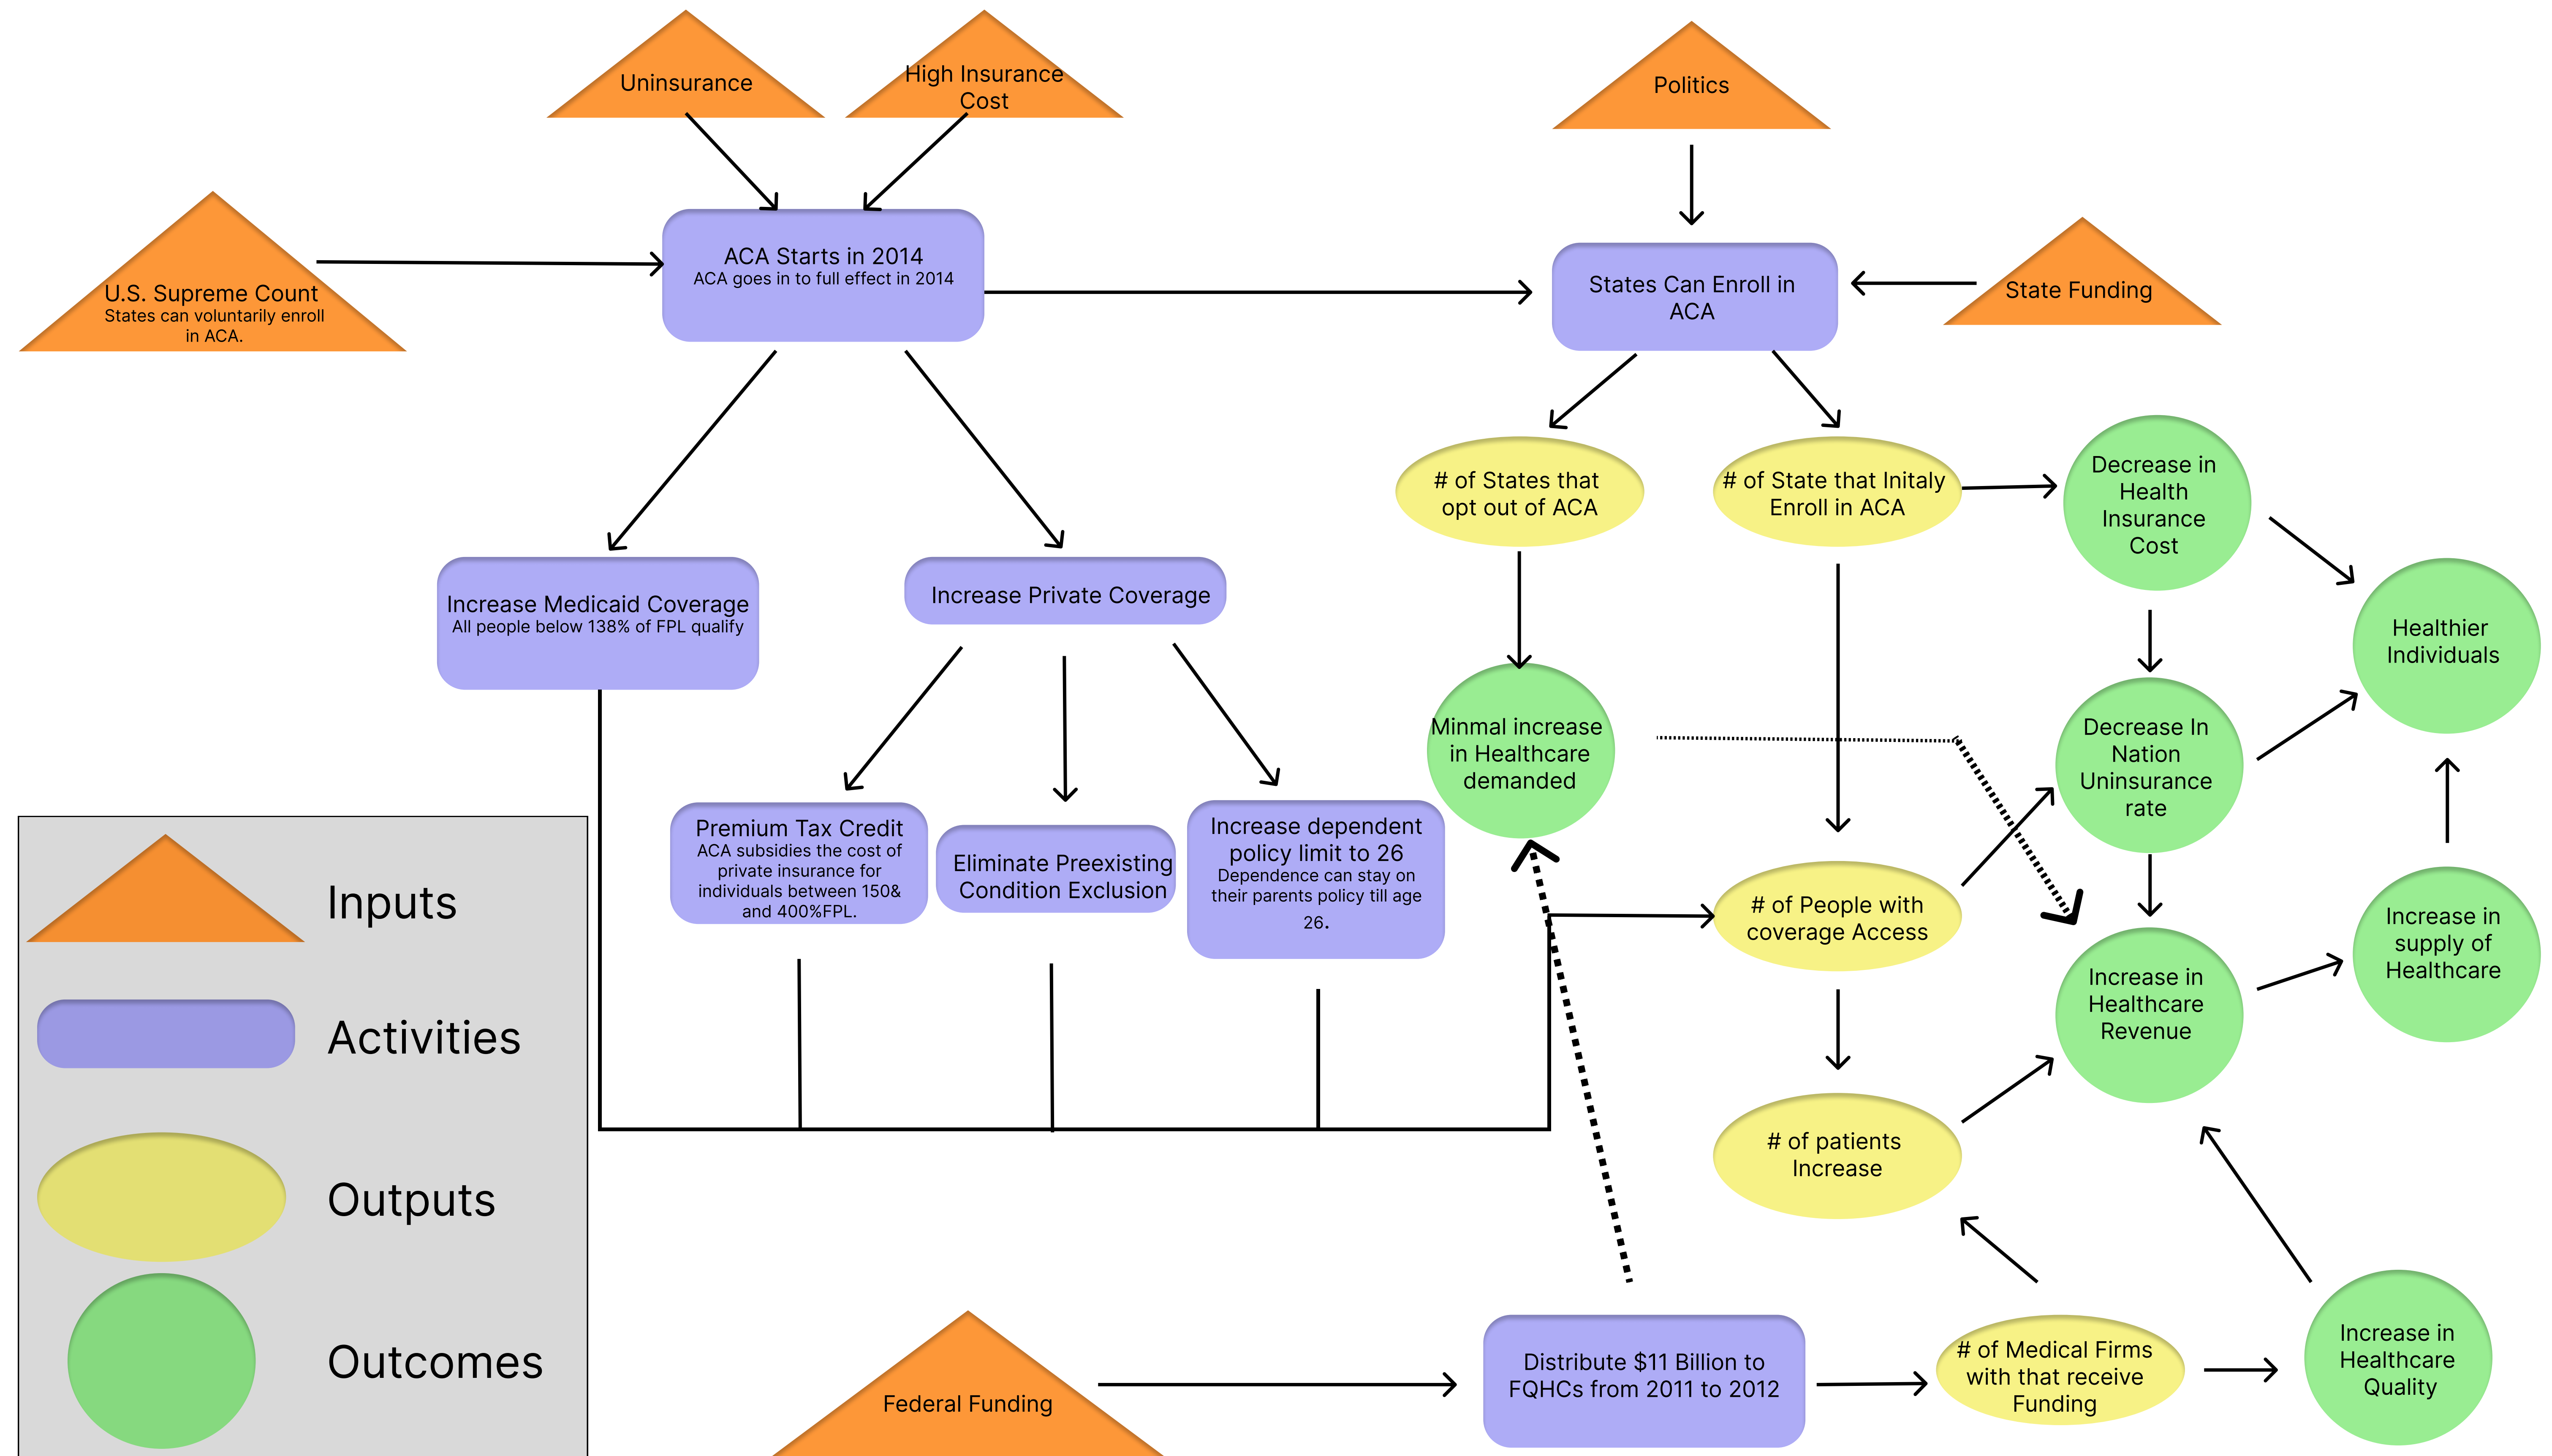 Uninsurance
High Insurance
Cost
Politics
U.S. Supreme Count
States can voluntarily enroll
in ACA.
ACA Starts in 2014
ACA goes in to full effect in 2014
States Can Enroll in
ACA
State Funding
# of States that
opt out of ACA
# of State that Initaly
Enroll in ACA
Decrease in
Health
Insurance
Cost
Healthier
Individuals
Increase Medicaid Coverage
All people below 138% of FPL qualify
Increase Private Coverage
Minmal increase
in Healthcare
demanded
Decrease In
Nation
Uninsurance
rate
Premium Tax Credit
ACA subsidies the cost of
private insurance for
individuals between 150&
and 400%FPL.
Eliminate Preexisting
Condition Exclusion
Increase dependent
policy limit to 26
Dependence can stay on
their parents policy till age
26.
# of People with
coverage Access
Increase in
Healthcare
Revenue
Increase in
supply of
Healthcare
# of patients
Increase
Inputs
Activities
Outputs
Outcomes
Federal Funding
Distribute $11 Billion to
FQHCs from 2011 to 2012
# of Medical Firms
with that receive
Funding
Increase in
Healthcare
Quality